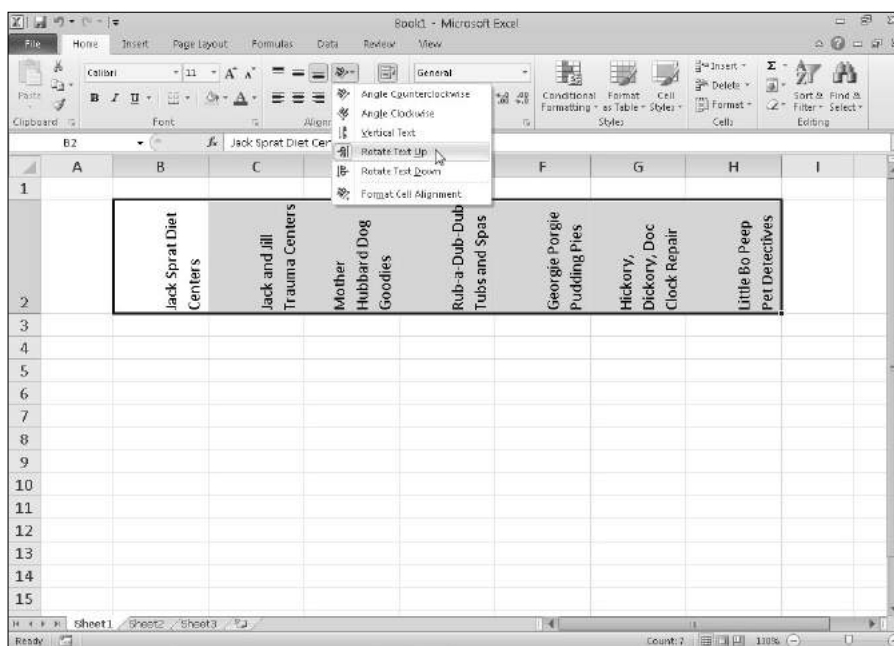 Book1 - Microsoft Excel
File Home Insert Page Layout Formulas Data Review View
Calibri 11 A A General
Paste B I U A Conditional Formatting Format as Table Cell Styles Insert Delete Format Σ Sort & Filter Find & Select
Clipboard Font Styles Cells Editing
Angle Counterclockwise
Angle Clockwise
Vertical Text
Rotate Text Up
Rotate Text Down
Format Cell Alignment
B2 fx Jack Sprat Diet Cen
A B C F G H I
1
2
Jack Sprat Diet
Centers
Jack and Jill
Trauma Centers
Mother
Hubbard Dog
Goodies
Rub-a-Dub-Dub
Tubs and Spas
Georgie Porgie
Pudding Pies
Hickory,
Dickory, Doc
Clock Repair
Little Bo Peep
Pet Detectives
3
4
5
6
7
8
9
10
11
12
13
14
15
Sheet1 Sheet2 Sheet3
Ready Count: 7 110%